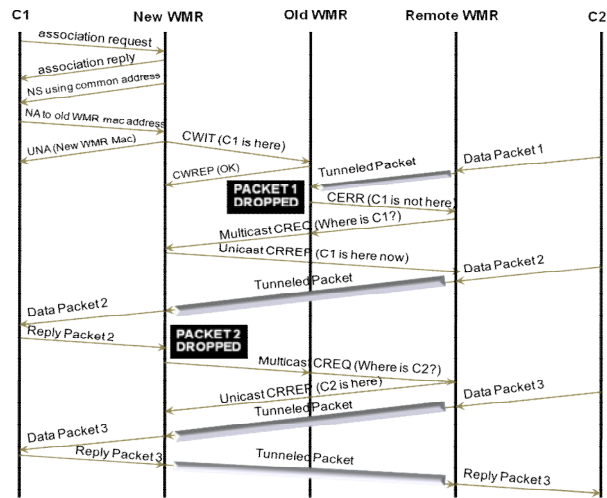 C1 New WMR Old WMR Remote WMR C2
association request
association reply
NS using common address
NA to old WMR mac address
CWIT (C1 is here)
UNA (New WMR Mac)
Data Packet 1
Tunneled Packet
CWREP (OK)
PACKET 1
DROPPED
CERR (C1 is not here)
Multicast CREQ (Where is C1?)
Unicast CRREP (C1 is here now)
Data Packet 2
Tunneled Packet
Data Packet 2
Reply Packet 2
PACKET 2
DROPPED
Multicast CREQ (Where is C2?)
Unicast CRREP (C2 is here)
Data Packet 3
Tunneled Packet
Data Packet 3
Reply Packet 3
Tunneled Packet
Reply Packet 3